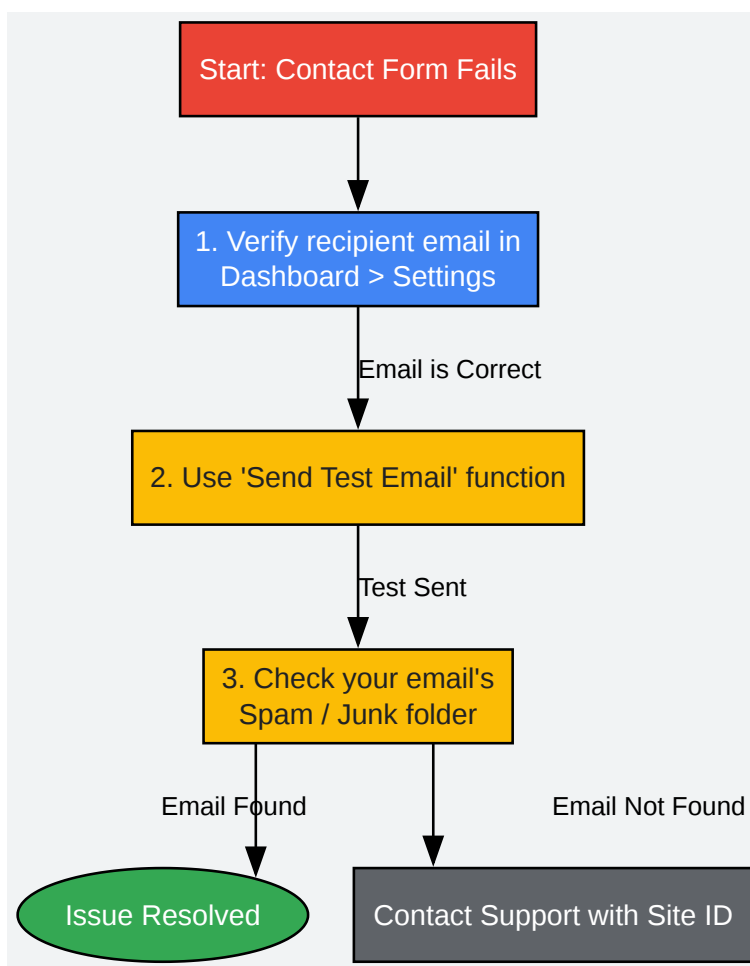 Start: Contact Form Fails
1. Verify recipient email in
Dashboard > Settings
Email is Correct
2. Use 'Send Test Email' function
Test Sent
3. Check your email's
Spam / Junk folder
Email Found
Email Not Found
Issue Resolved
Contact Support with Site ID